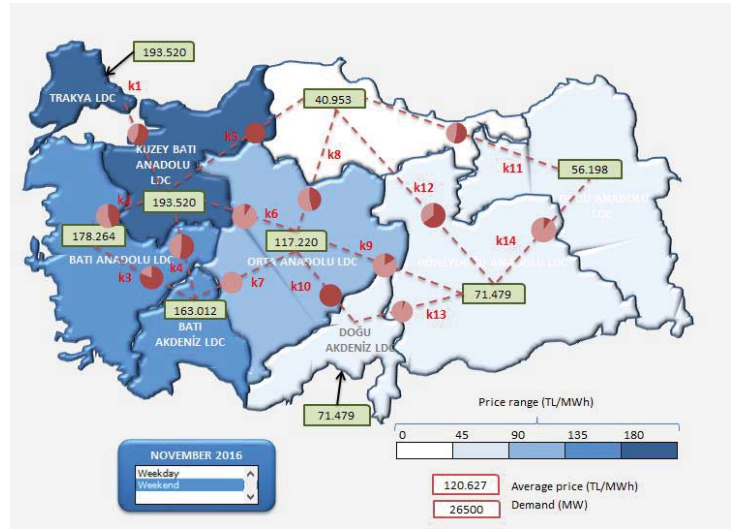 193.520
k1
TRAKYA LDC
40.953
k5
KUZEY BATI
ANADOLU
LDC
k8
k11
56.198
k12
ANADOLU
LDC
193.520
k6
178.264
117.220
k14
BATI ANADOLU LDC
k4
ORTA ANADOLU LDC
k9
k3
k7
71.479
163.012
k10
k13
BATI
AKDENİZ LDC
DOĞU
AKDENİZ LDC
71.479
Price range (TL/MWh)
0 45 90 135 180
NOVEMBER 2016
Weekday
Weekend
120.627 Average price (TL/MWh)
26500 Demand (MW)